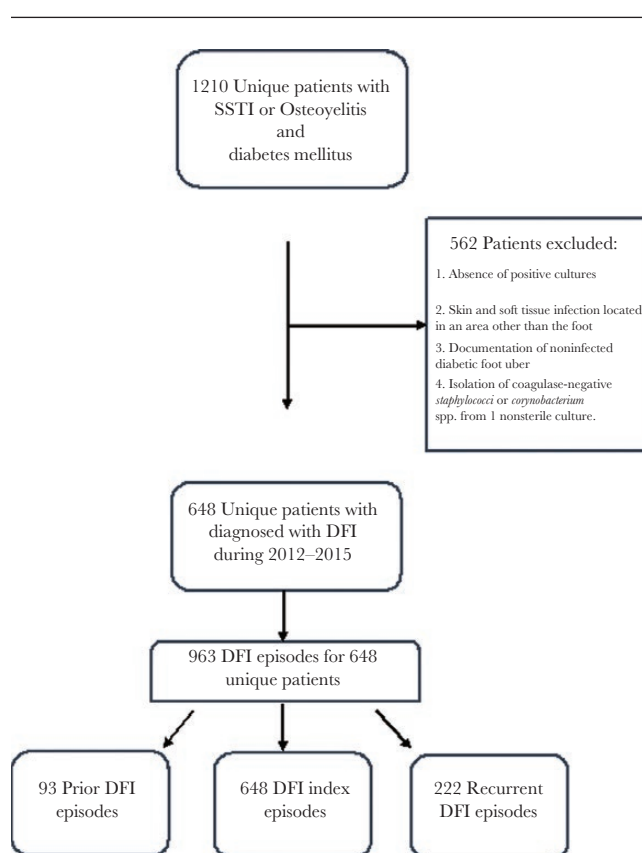 1210 Unique patients with
SSTI or Osteoyelitis
and
diabetes mellitus
562 Patients excluded:
1. Absence of positive cultures
2. Skin and soft tissue infection located
in an area other than the foot
3. Documentation of noninfected
diabetic foot uber
4. Isolation of coagulase-negative
staphylococci or corynobacterium
spp. from 1 nonsterile culture.
648 Unique patients with
diagnosed with DFI
during 2012–2015
963 DFI episodes for 648
unique patients
93 Prior DFI
episodes
648 DFI index
episodes
222 Recurrent
DFI episodes